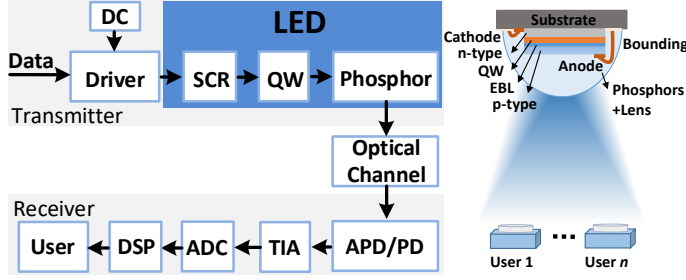 DC
LED
Data
Driver
SCR
QW
Phosphor
Transmitter
Optical
Channel
Receiver
User
DSP
ADC
TIA
APD/PD
Substrate
Cathode
n-type
QW
EBL
p-type
Bounding
Anode
Phosphors
+Lens
User 1
...
User n